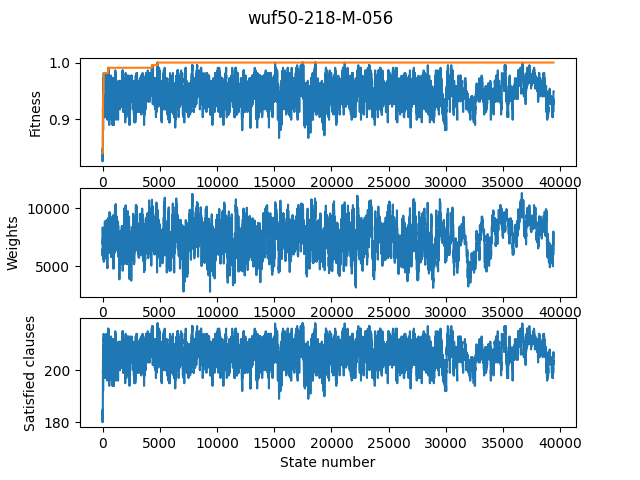 wuf50-218-M-056
1.0
0.9
Fitness
0 5000 10000 15000 20000 25000 30000 35000 40000
10000
5000
Weights
0 5000 10000 15000 20000 25000 30000 35000 40000
200
180
Satisfied clauses
0 5000 10000 15000 20000 25000 30000 35000 40000
State number